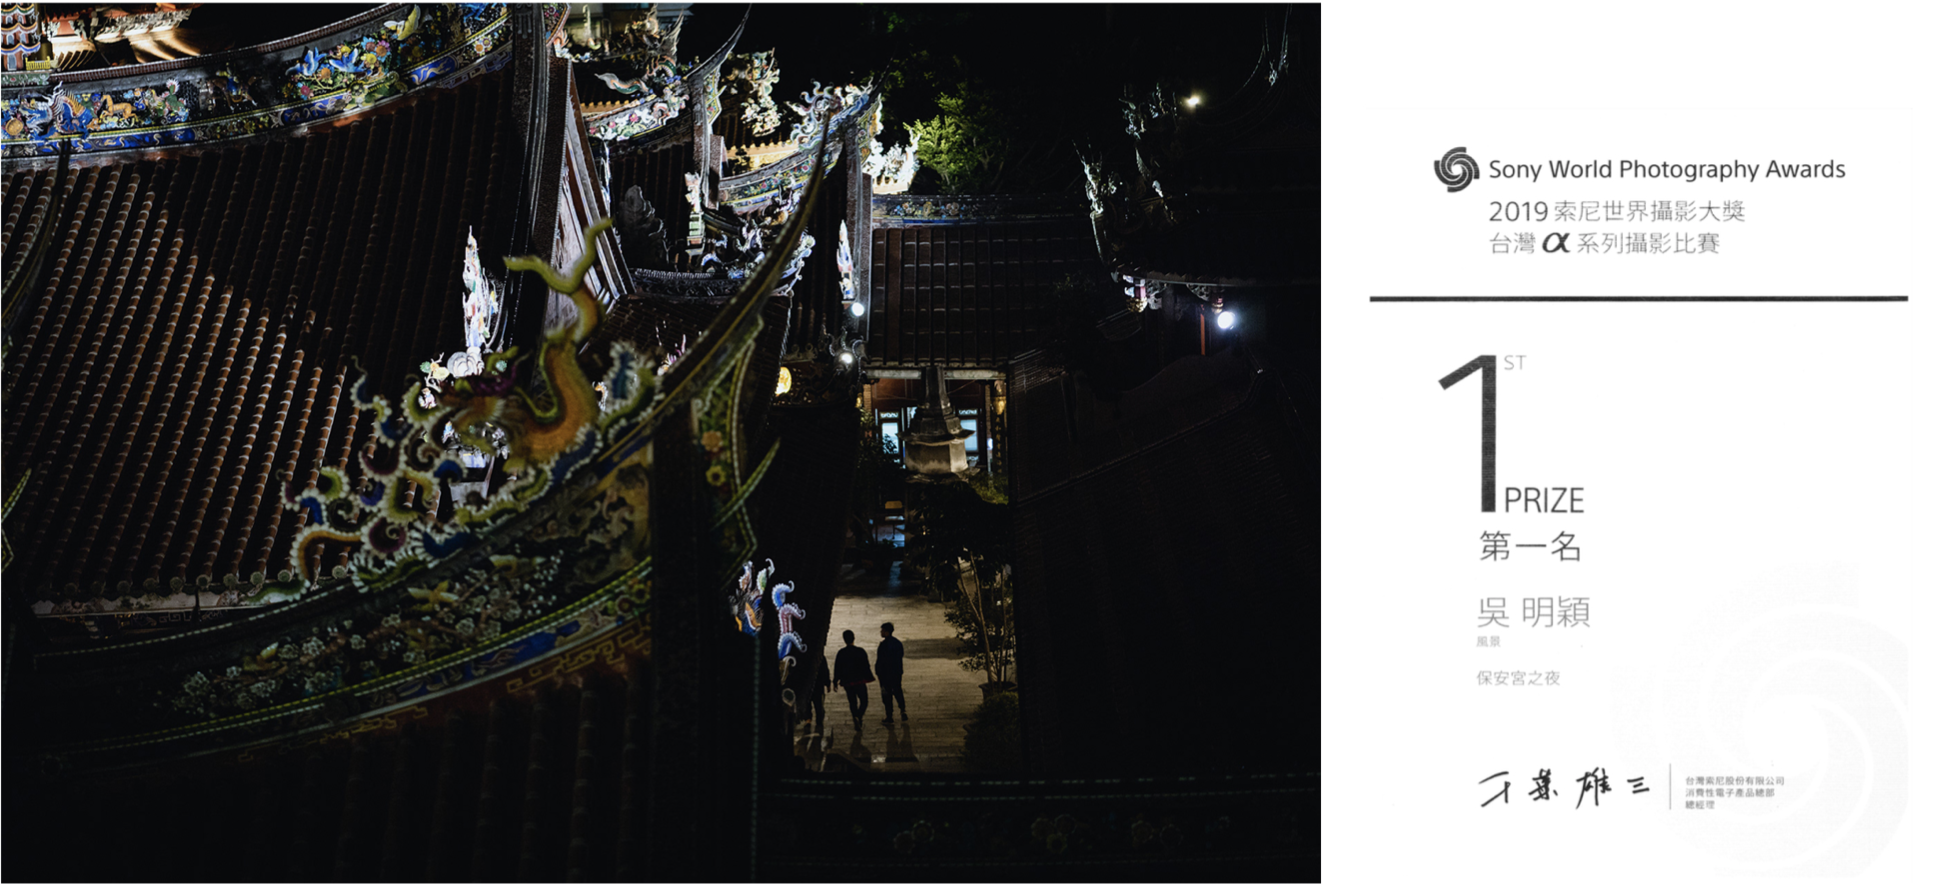 Sony World Photography Awards
2019 索尼世界攝影大獎
台灣 α 系列攝影比賽
1ST
PRIZE
第一名
吳 明穎
風景
保安宮之夜
千葉 雄三
台灣索尼股份有限公司
消費性電子產品總部
總經理